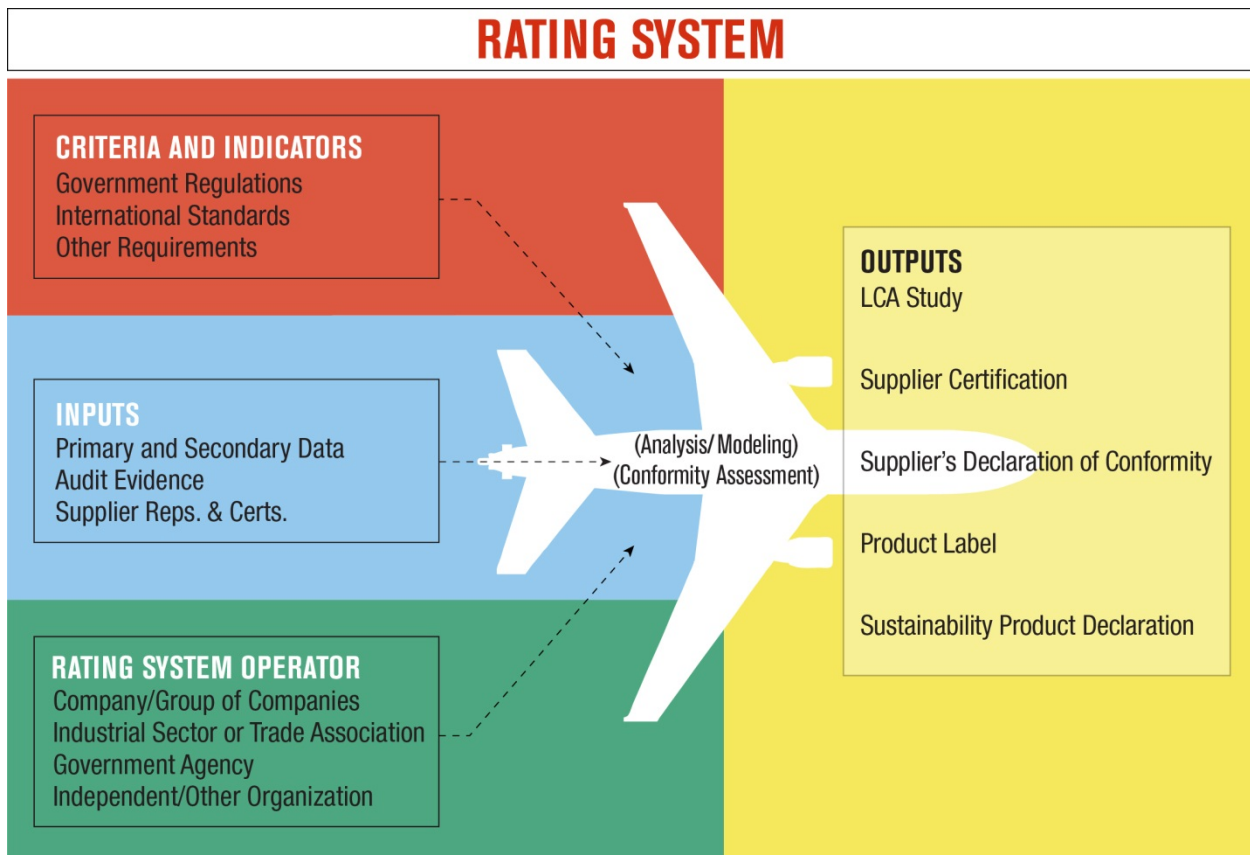 RATING SYSTEM
CRITERIA AND INDICATORS
Government Regulations
International Standards
Other Requirements
INPUTS
Primary and Secondary Data
Audit Evidence
Supplier Reps. & Certs.
RATING SYSTEM OPERATOR
Company/Group of Companies
Industrial Sector or Trade Association
Government Agency
Independent/Other Organization
(Analysis/ Modeling)
(Conformity Assessment)
OUTPUTS
LCA Study
Supplier Certification
Supplier’s Declaration of Conformity
Product Label
Sustainability Product Declaration